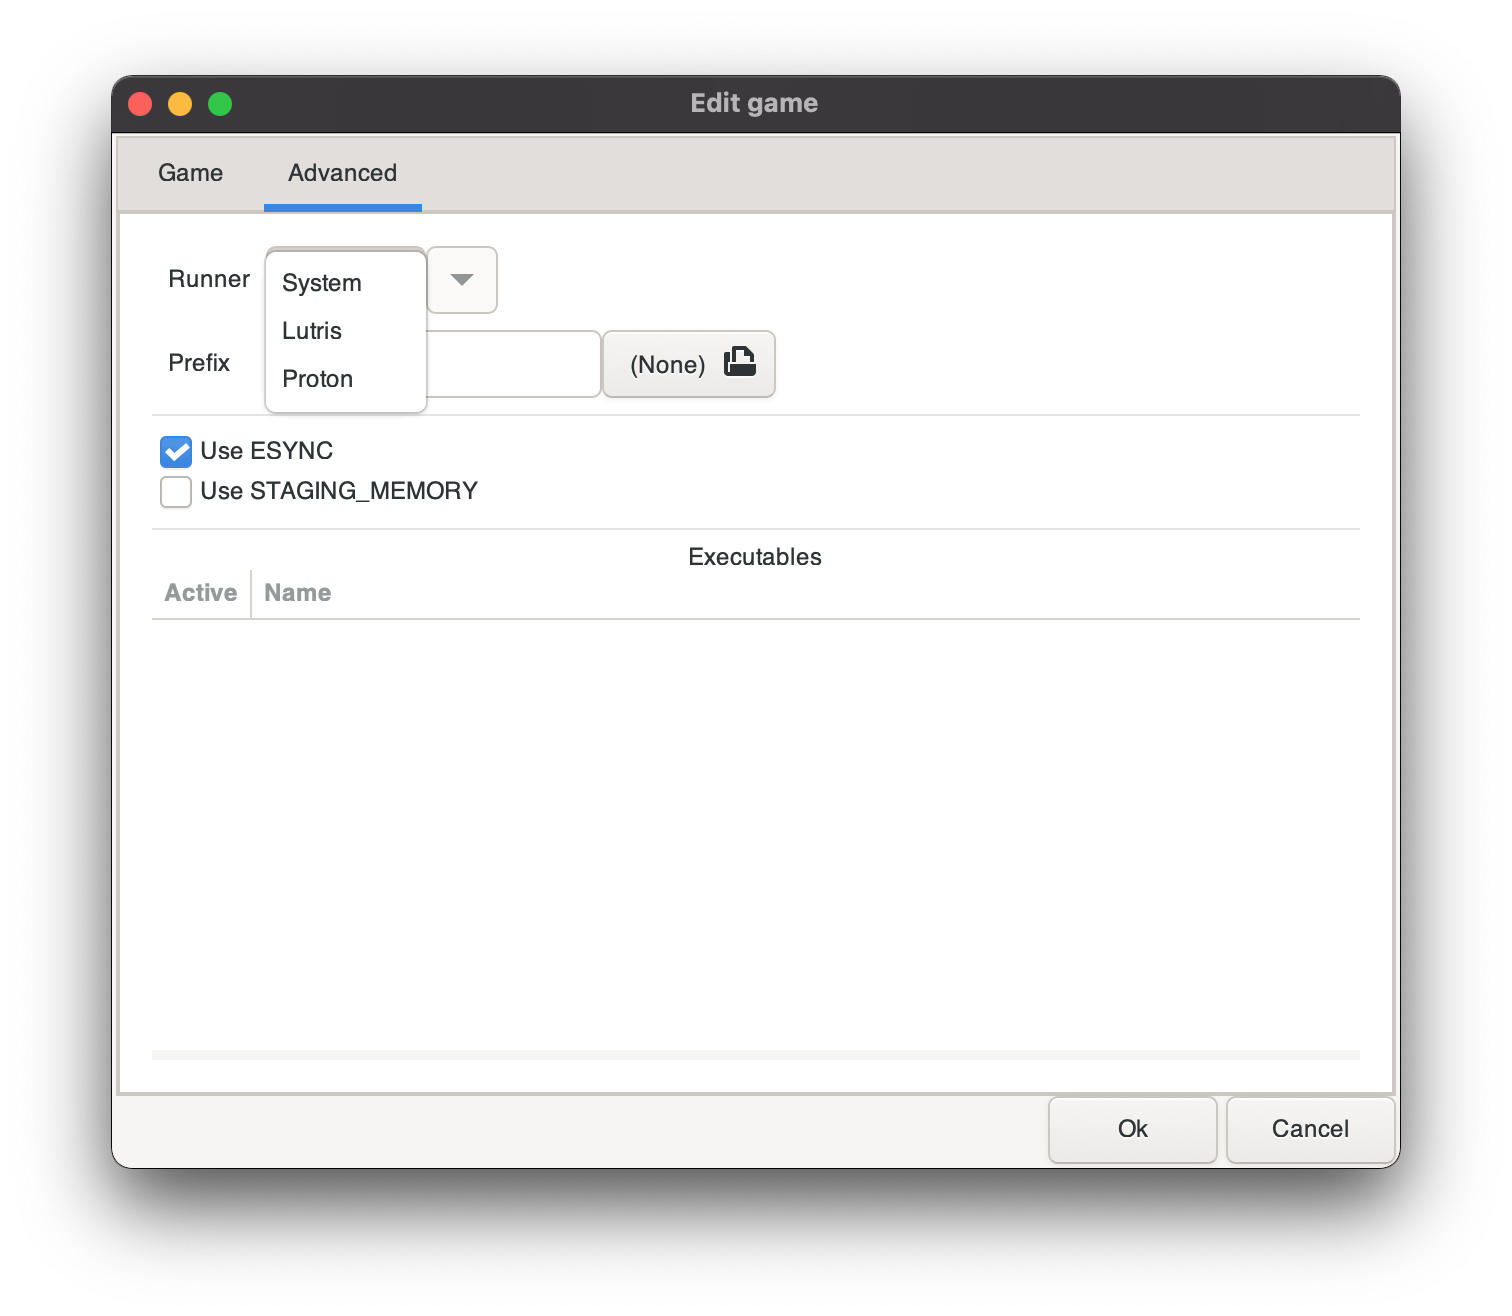 Edit game
Game Advanced
Runner
System
Lutris
Prefix
(None)
Proton
Use ESYNC
Use STAGING_MEMORY
Executables
Active Name
Ok Cancel